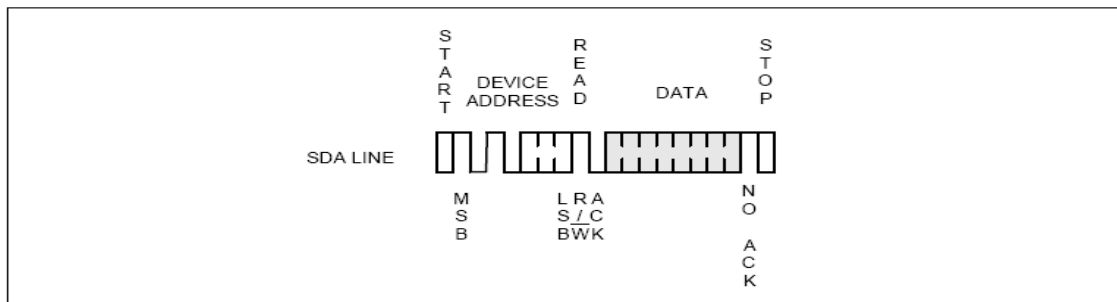 START
DEVICE
ADDRESS
READ
DATA
STOP
SDA LINE
MSB
LSB
R/W
ACK
NO ACK